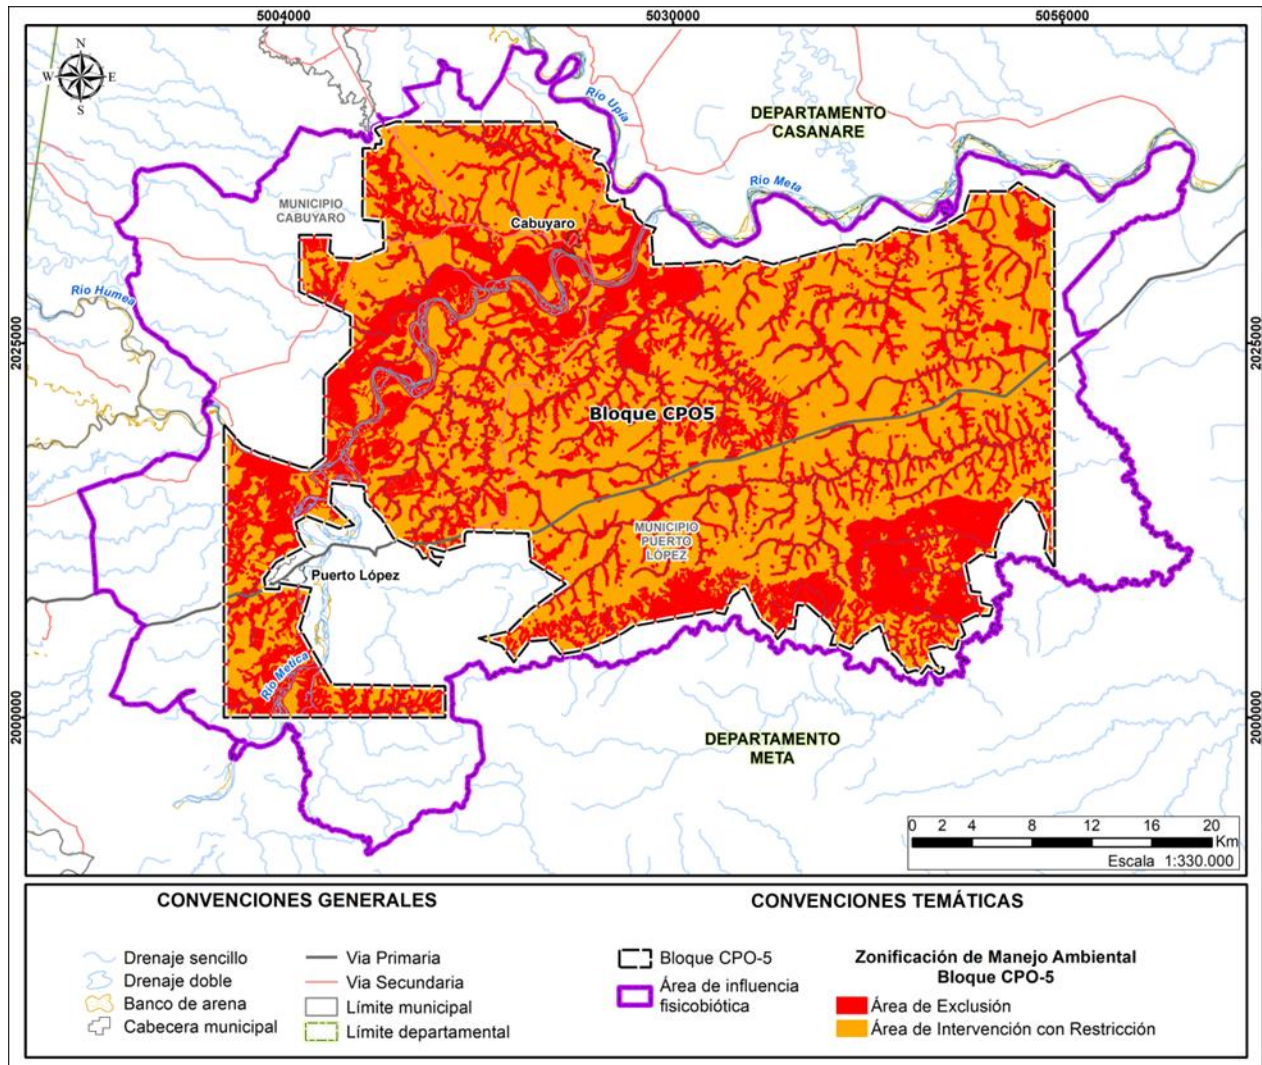 5004000
5030000
5056000
N
W E
S
Río Upía
DEPARTAMENTO
CASANARE
Río Meta
MUNICIPIO
CABUYARO
Cabuyaro
Río Humea
2025000
2025000
Bloque CPO5
MUNICIPIO
PUERTO
LÓPEZ
Puerto López
Río Metica
2000000
2000000
DEPARTAMENTO
META
0 2 4 8 12 16 20
Km
Escala 1:330.000
CONVENCIONES GENERALES
Drenaje sencillo
Drenaje doble
Banco de arena
Cabecera municipal
Via Primaria
Via Secundaria
Límite municipal
Límite departamental
CONVENCIONES TEMÁTICAS
Bloque CPO-5
Área de influencia
fisicobiótica
Zonificación de Manejo Ambiental
Bloque CPO-5
Área de Exclusión
Área de Intervención con Restricción